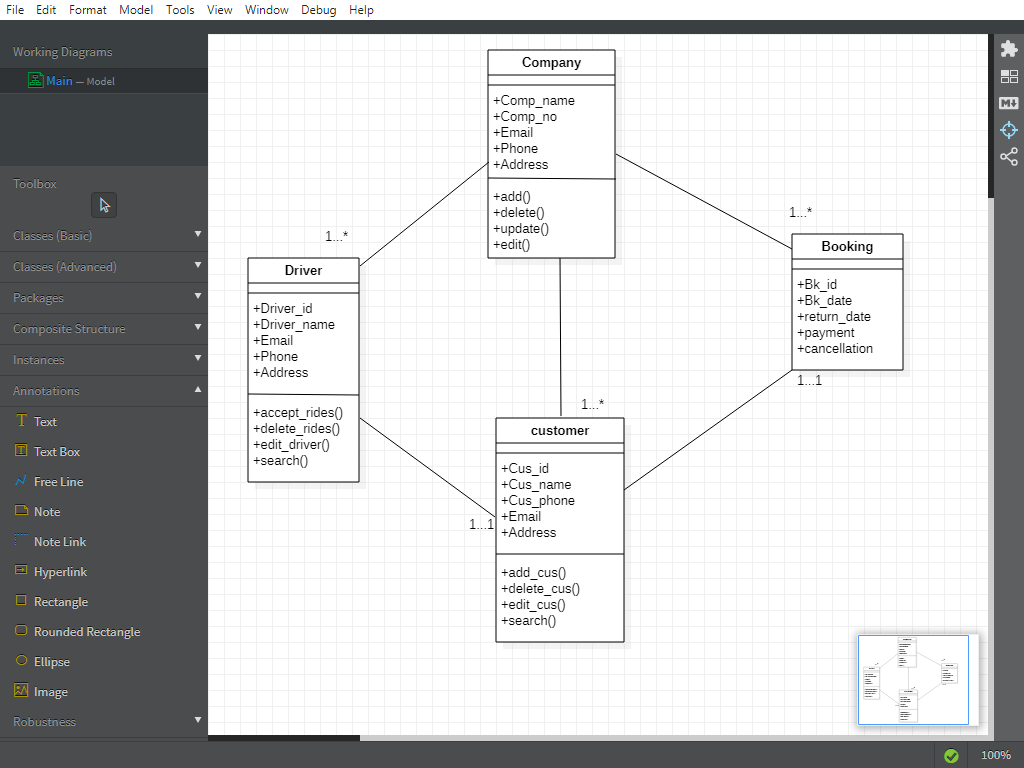 File Edit Format Model Tools View Window Debug Help
Working Diagrams
Main — Model
Toolbox
Classes (Basic)
Classes (Advanced)
Packages
Composite Structure
Instances
Annotations
Text
Text Box
Free Line
Note
Note Link
Hyperlink
Rectangle
Rounded Rectangle
Ellipse
Image
Robustness
Company
+Comp_name
+Comp_no
+Email
+Phone
+Address
+add()
+delete()
+update()
+edit()
1...*
Driver
+Driver_id
+Driver_name
+Email
+Phone
+Address
+accept_rides()
+delete_rides()
+edit_driver()
+search()
1...*
Booking
+Bk_id
+Bk_date
+return_date
+payment
+cancellation
1...1
1...*
customer
+Cus_id
+Cus_name
+Cus_phone
+Email
+Address
+add_cus()
+delete_cus()
+edit_cus()
+search()
1...1
M
100%